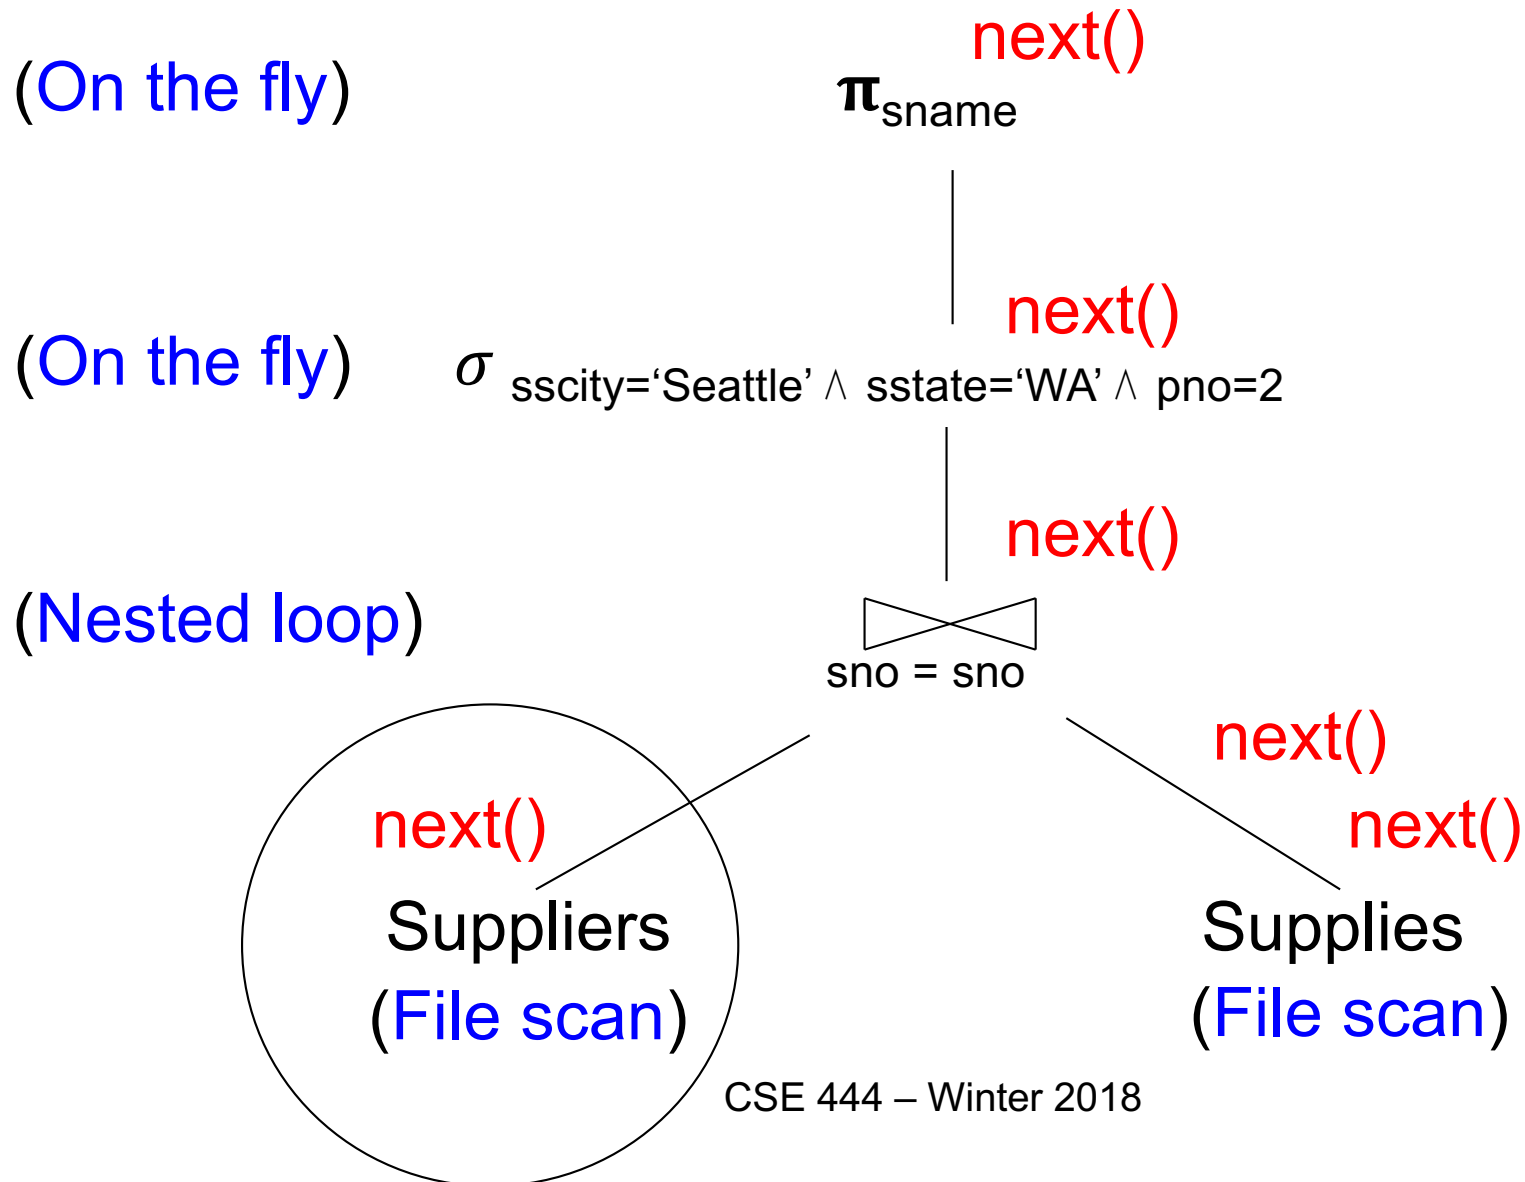 next()
(On the fly) πsname
next()
(On the fly) σ sscity=‘Seattle’ ∧ sstate=‘WA’ ∧ pno=2
next()
(Nested loop)
sno = sno
next()
next() next()
Suppliers Supplies
(File scan) (File scan)
CSE 444 – Winter 2018